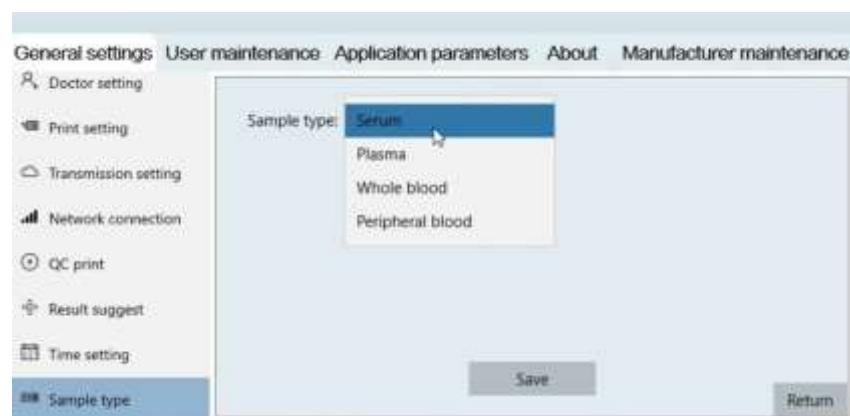 General settings User maintenance Application parameters About Manufacturer maintenance
Doctor setting
Print setting
Transmission setting
Network connection
QC print
Result suggest
Time setting
Sample type
Sample type: Serum
Plasma
Whole blood
Peripheral blood
Save
Return